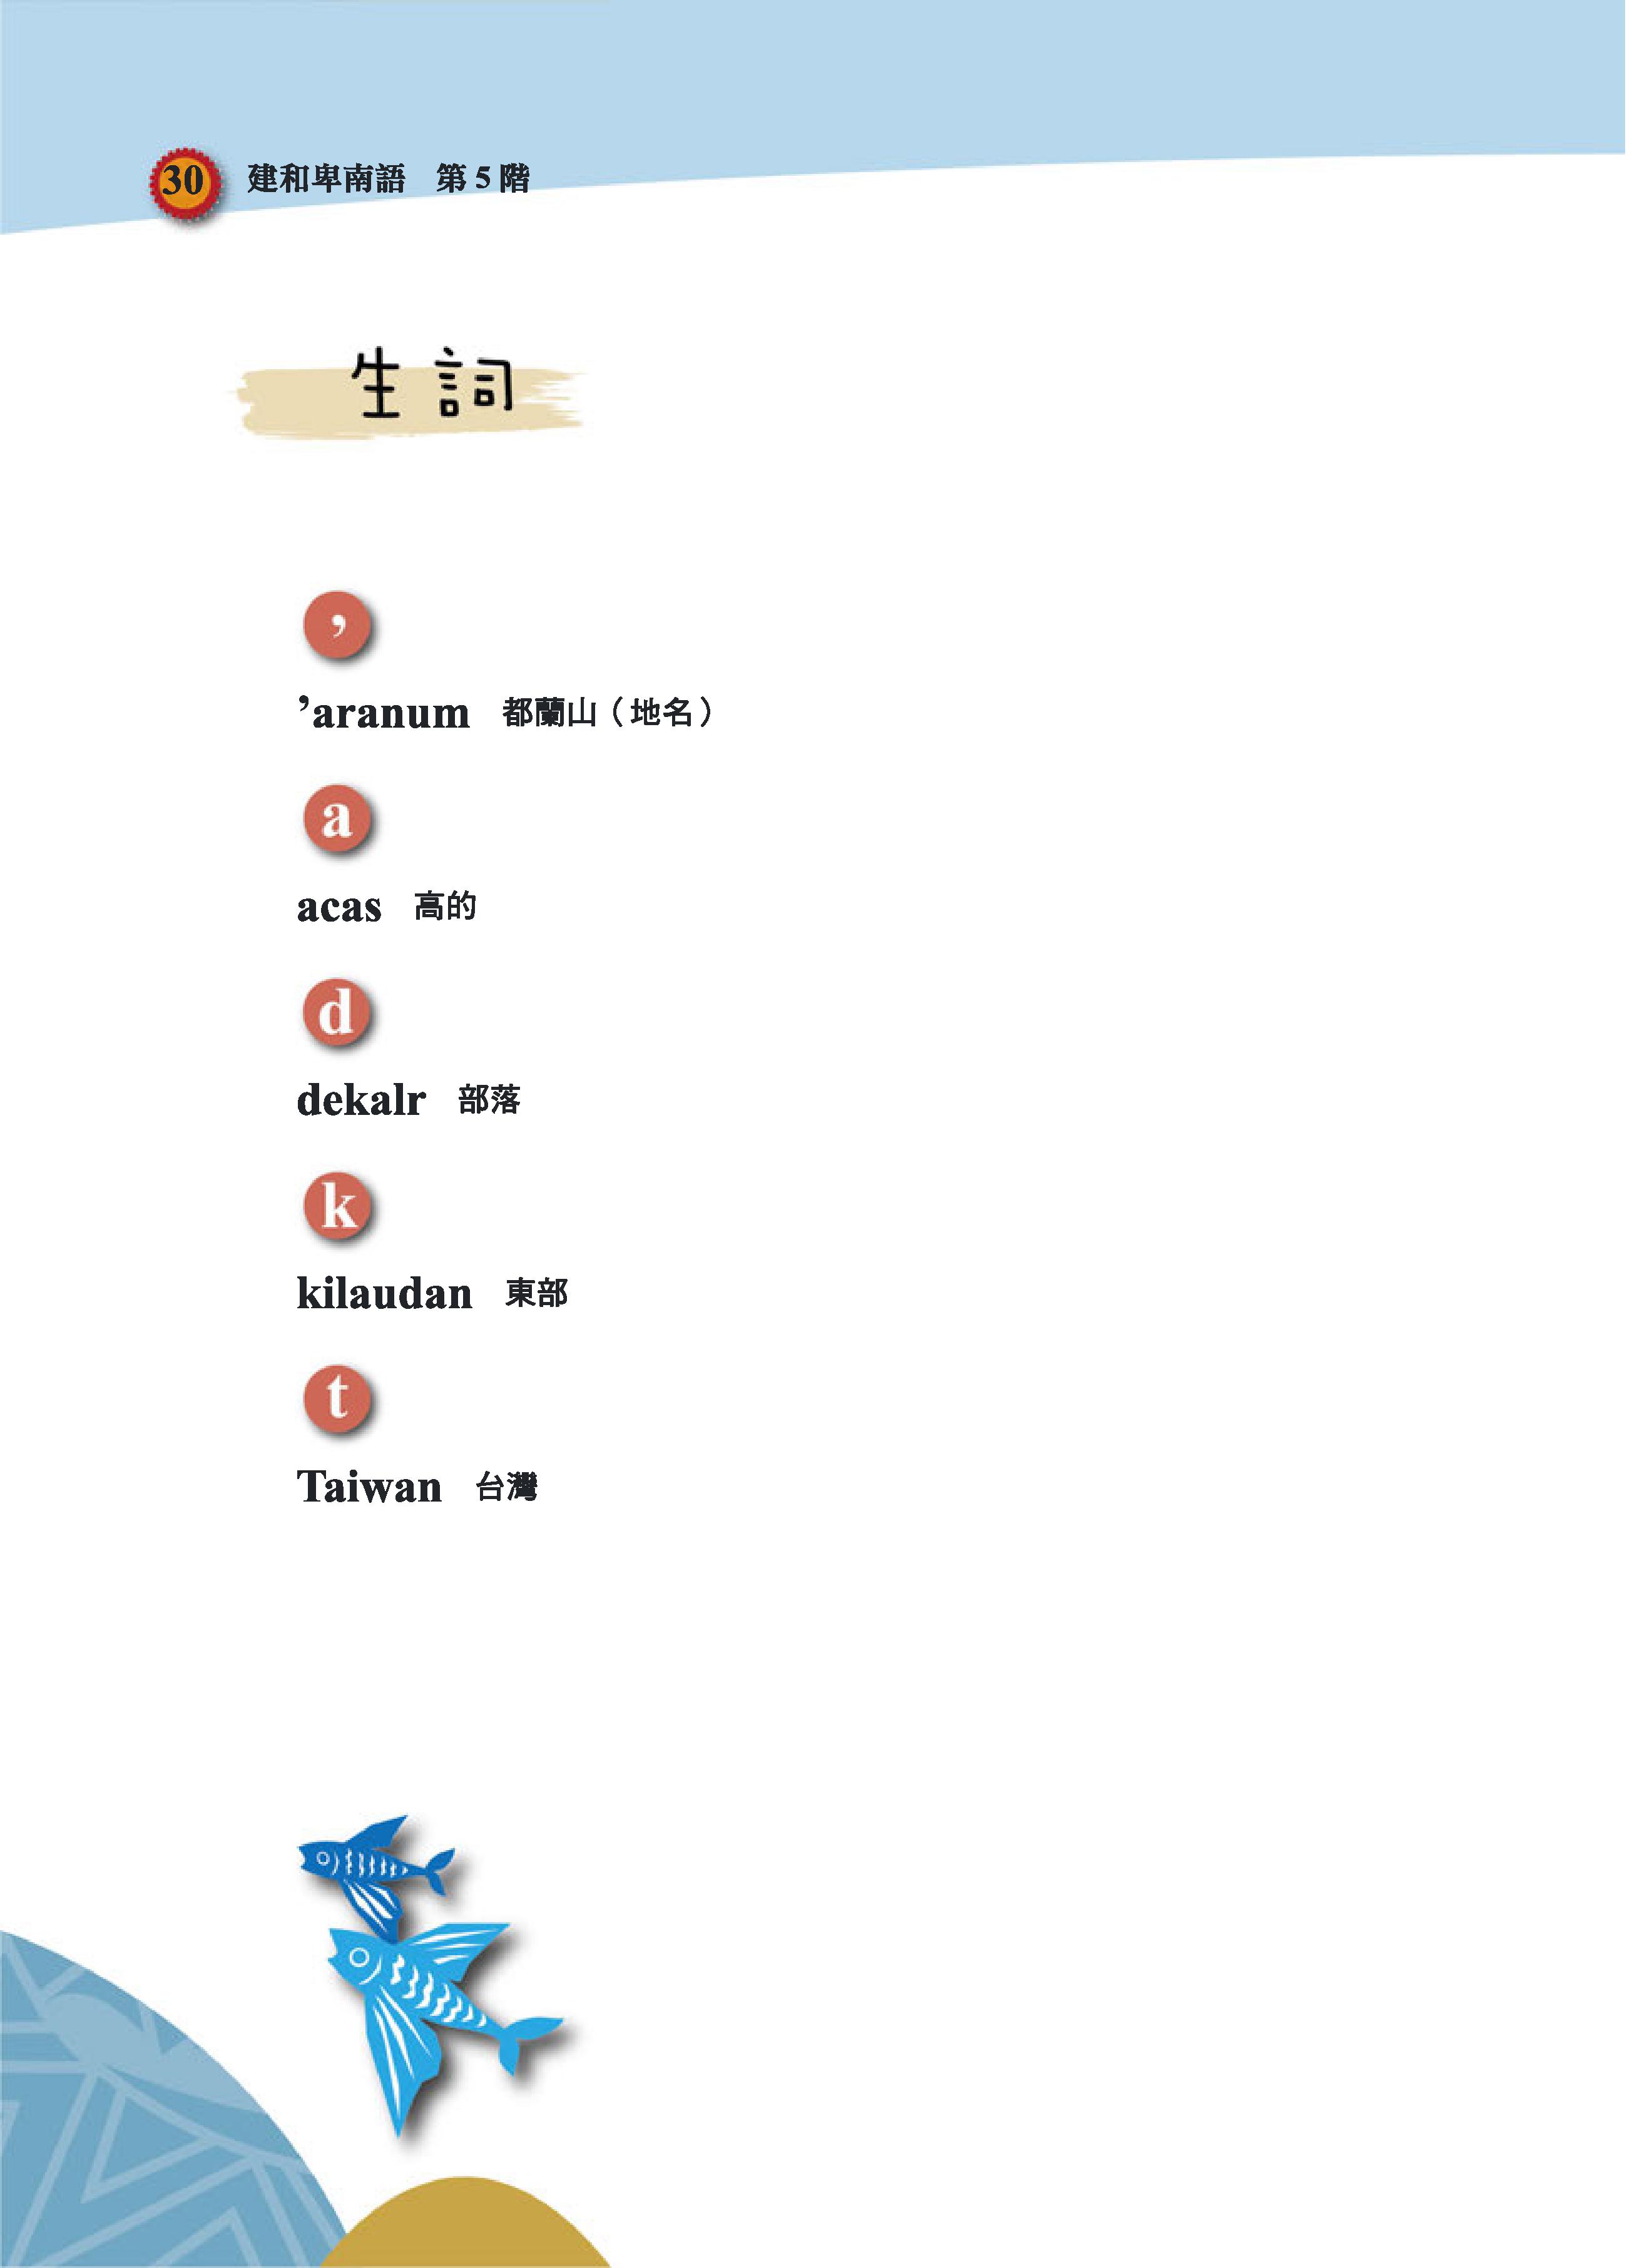 30 建和卑南語 第 5 階
生詞
’
’aranum 都蘭山（地名）
a
acas 高的
d
dekalr 部落
k
kilaudan 東部
t
Taiwan 台灣